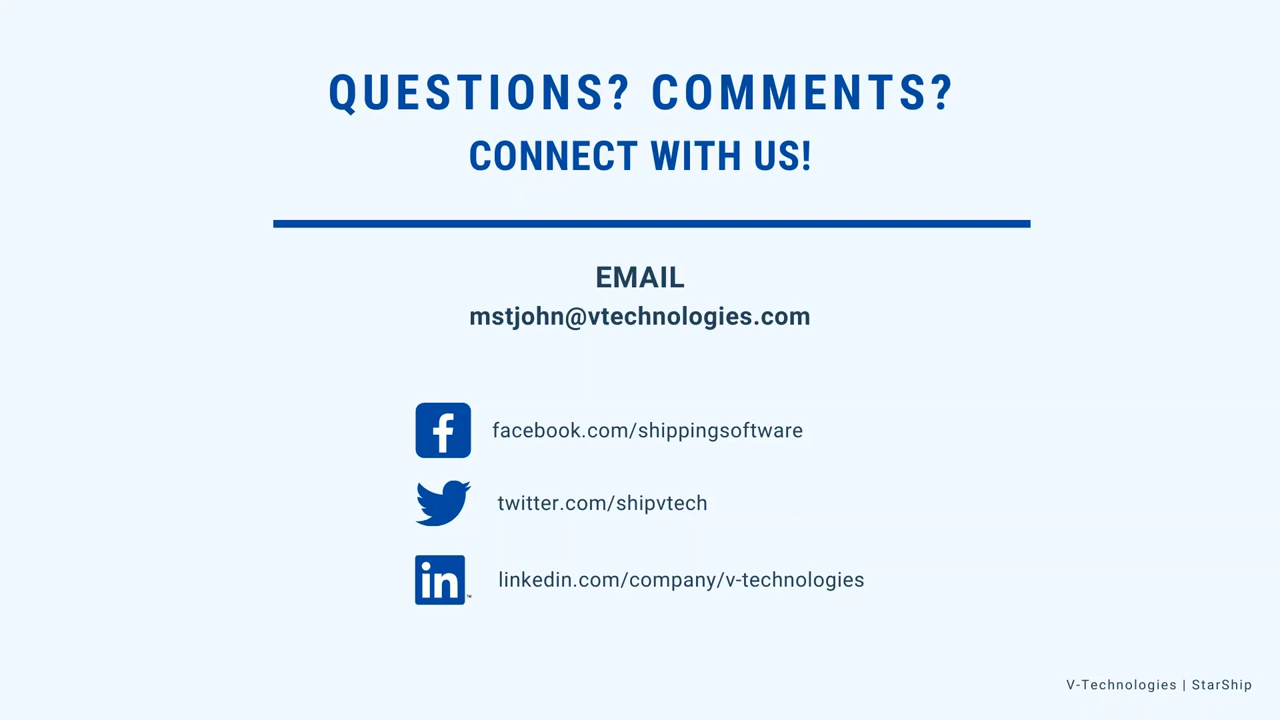 QUESTIONS? COMMENTS?
CONNECT WITH US!
EMAIL
mstjohn@vtechnologies.com
facebook.com/shippingsoftware
twitter.com/shipvtech
in™
linkedin.com/company/v-technologies
V-Technologies | StarShip